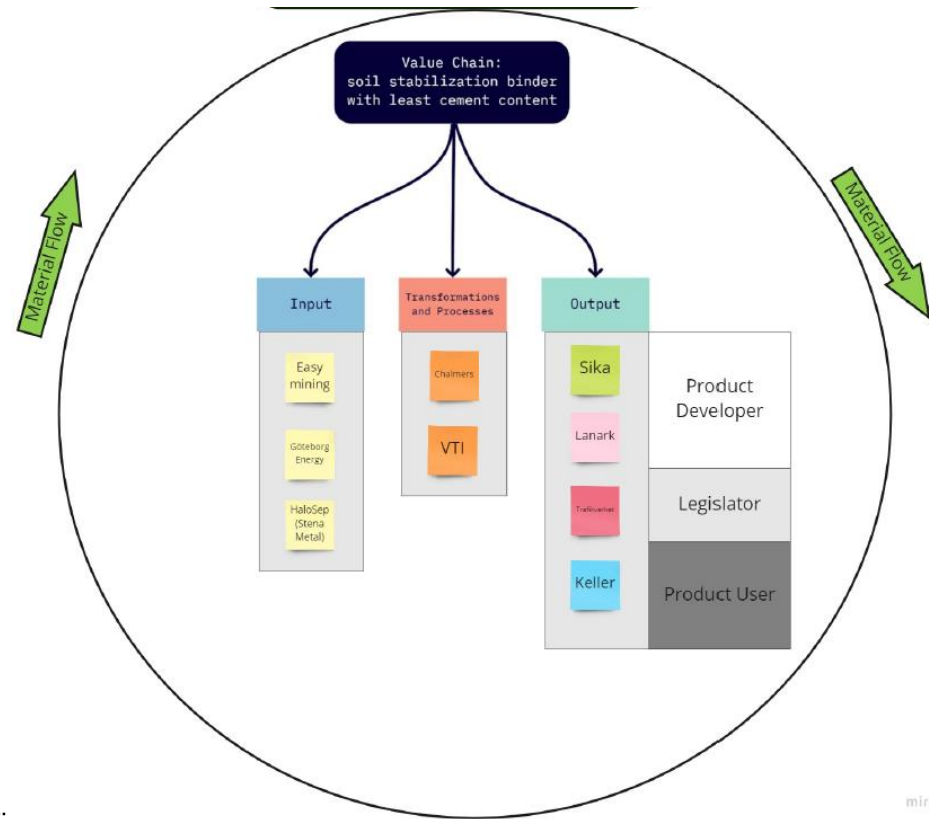 Value Chain:
soil stabilization binder
with least cement content
Material Flow
Material Flow
Input
Transformations
and Processes
Output
Easy
mining
Göteborg
Energy
HaloSep
(Stena
Metal)
Chalmers
VTI
Sika
Lanark
Trafikverket
Keller
Product
Developer
Legislator
Product User
.
mir